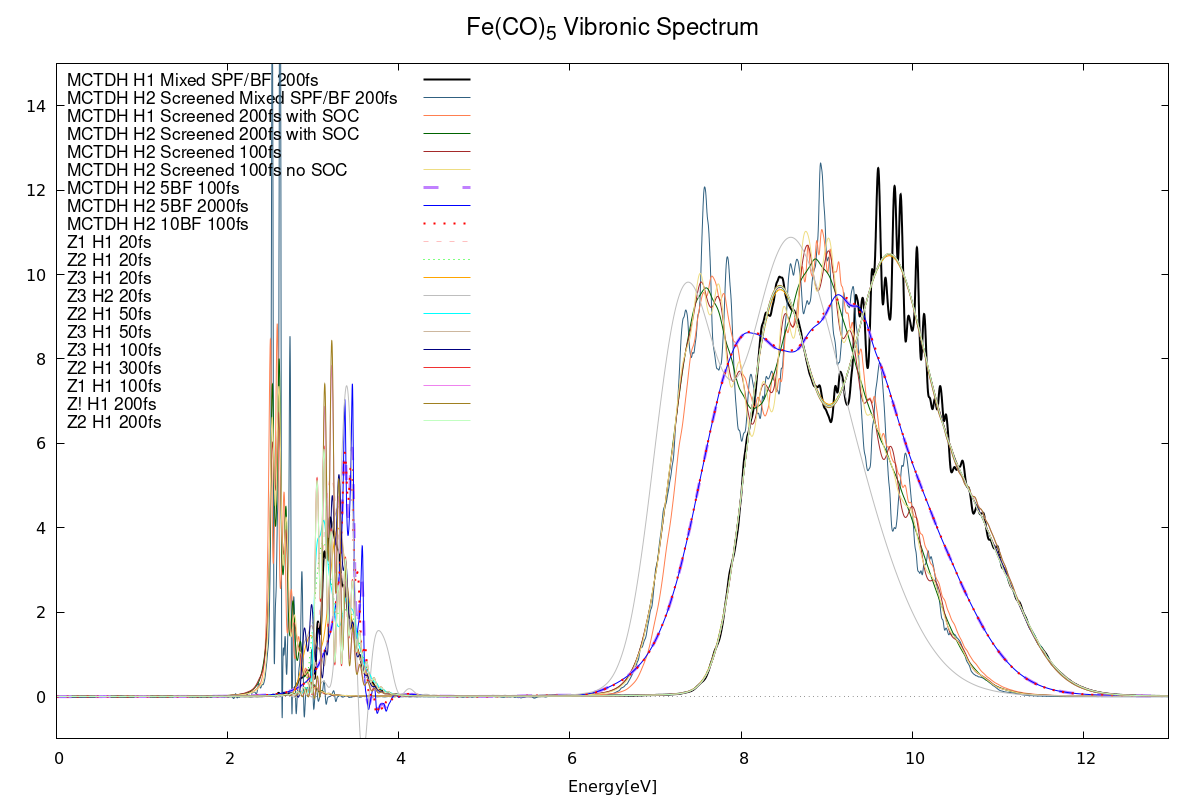 Fe(CO)5 Vibronic Spectrum
MCTDH H1 Mixed SPF/BF 200fs
MCTDH H2 Screened Mixed SPF/BF 200fs
MCTDH H1 Screened 200fs with SOC
MCTDH H2 Screened 200fs with SOC
MCTDH H2 Screened 100fs
MCTDH H2 Screened 100fs no SOC
MCTDH H2 5BF 100fs
MCTDH H2 5BF 2000fs
MCTDH H2 10BF 100fs
Z1 H1 20fs
Z2 H1 20fs
Z3 H1 20fs
Z3 H2 20fs
Z2 H1 50fs
Z3 H1 50fs
Z3 H1 100fs
Z2 H1 300fs
Z1 H1 100fs
Z! H1 200fs
Z2 H1 200fs
14
12
10
8
6
4
2
0
0 2 4 6 8 10 12
Energy[eV]